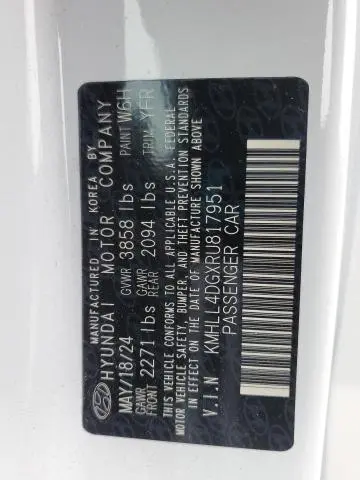 MANUFACTURED IN KOREA BY
HYUNDAI MOTOR COMPANY
MAY/18/24 GVWR 3858 lbs PAINT W6H
GAWR FRONT 2271 lbs GAWR REAR 2094 lbs TRIM YFR
THIS VEHICLE CONFORMS TO ALL APPLICABLE U.S.A. FEDERAL
MOTOR VEHICLE SAFETY, BUMPER, AND THEFT PREVENTION STANDARDS
IN EFFECT ON THE DATE OF MANUFACTURE SHOWN ABOVE
V.I.N KMHLL4DGXRU817951
PASSENGER CAR